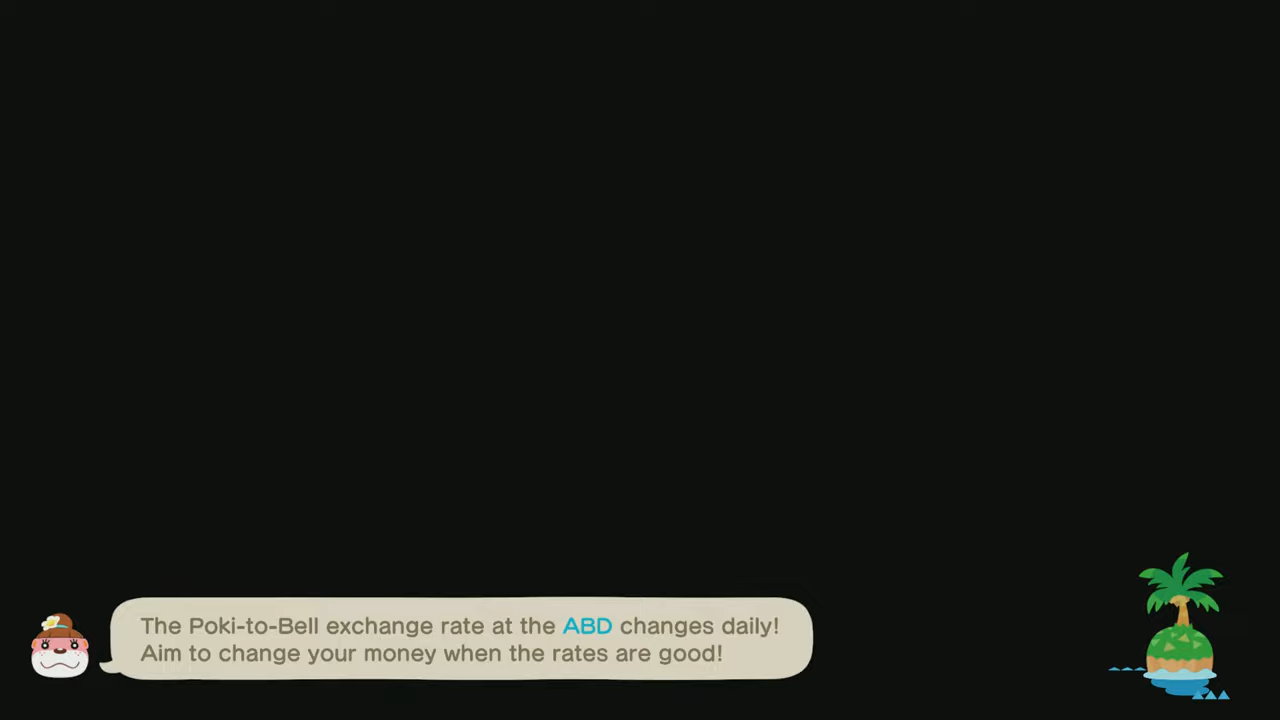 The Poki-to-Bell exchange rate at the ABD changes daily!
Aim to change your money when the rates are good!